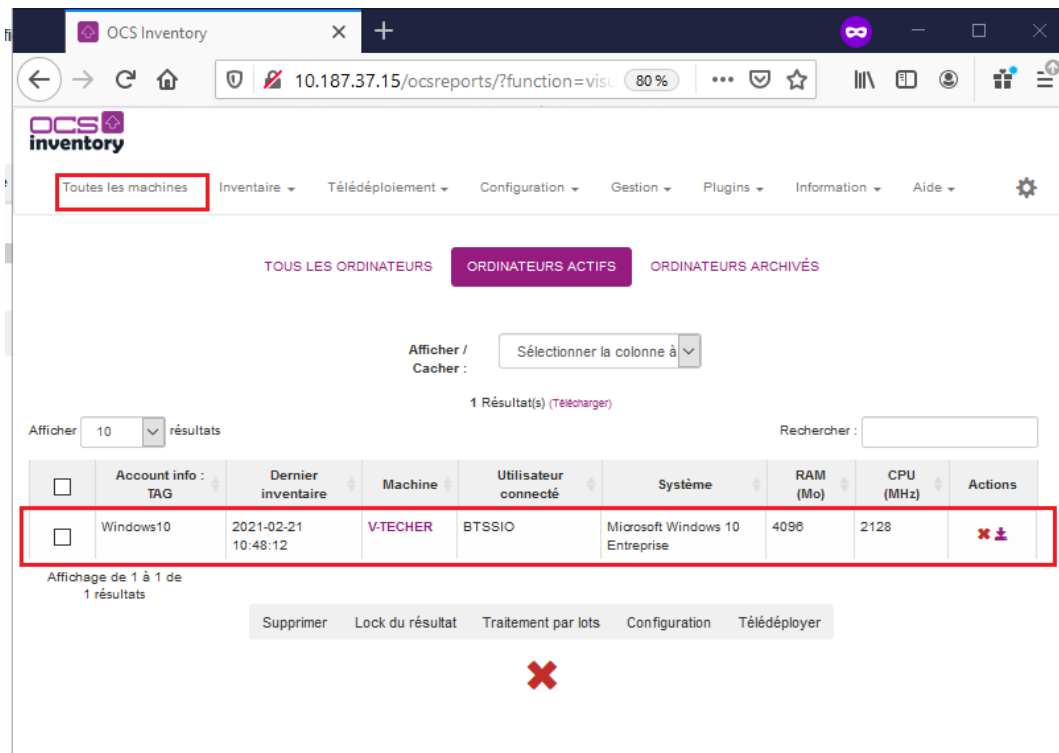 OCS Inventory
10.187.37.15/ocsreports/?function=visu
80%
OCS
inventory
Toutes les machines Inventaire Télédéploiement Configuration Gestion Plugins Information Aide
TOUS LES ORDINATEURS ORDINATEURS ACTIFS ORDINATEURS ARCHIVÉS
Afficher /
Cacher :
Sélectionner la colonne à
1 Résultat(s) (Télécharger)
Afficher 10 résultats Rechercher :
Account info : TAG Dernier inventaire Machine Utilisateur connecté Système RAM (Mo) CPU (MHz) Actions
Windows10 2021-02-21 10:48:12 V-TECHER BTSSIO Microsoft Windows 10 Entreprise 4096 2128
Affichage de 1 à 1 de
1 résultats
Supprimer Lock du résultat Traitement par lots Configuration Télédéployer